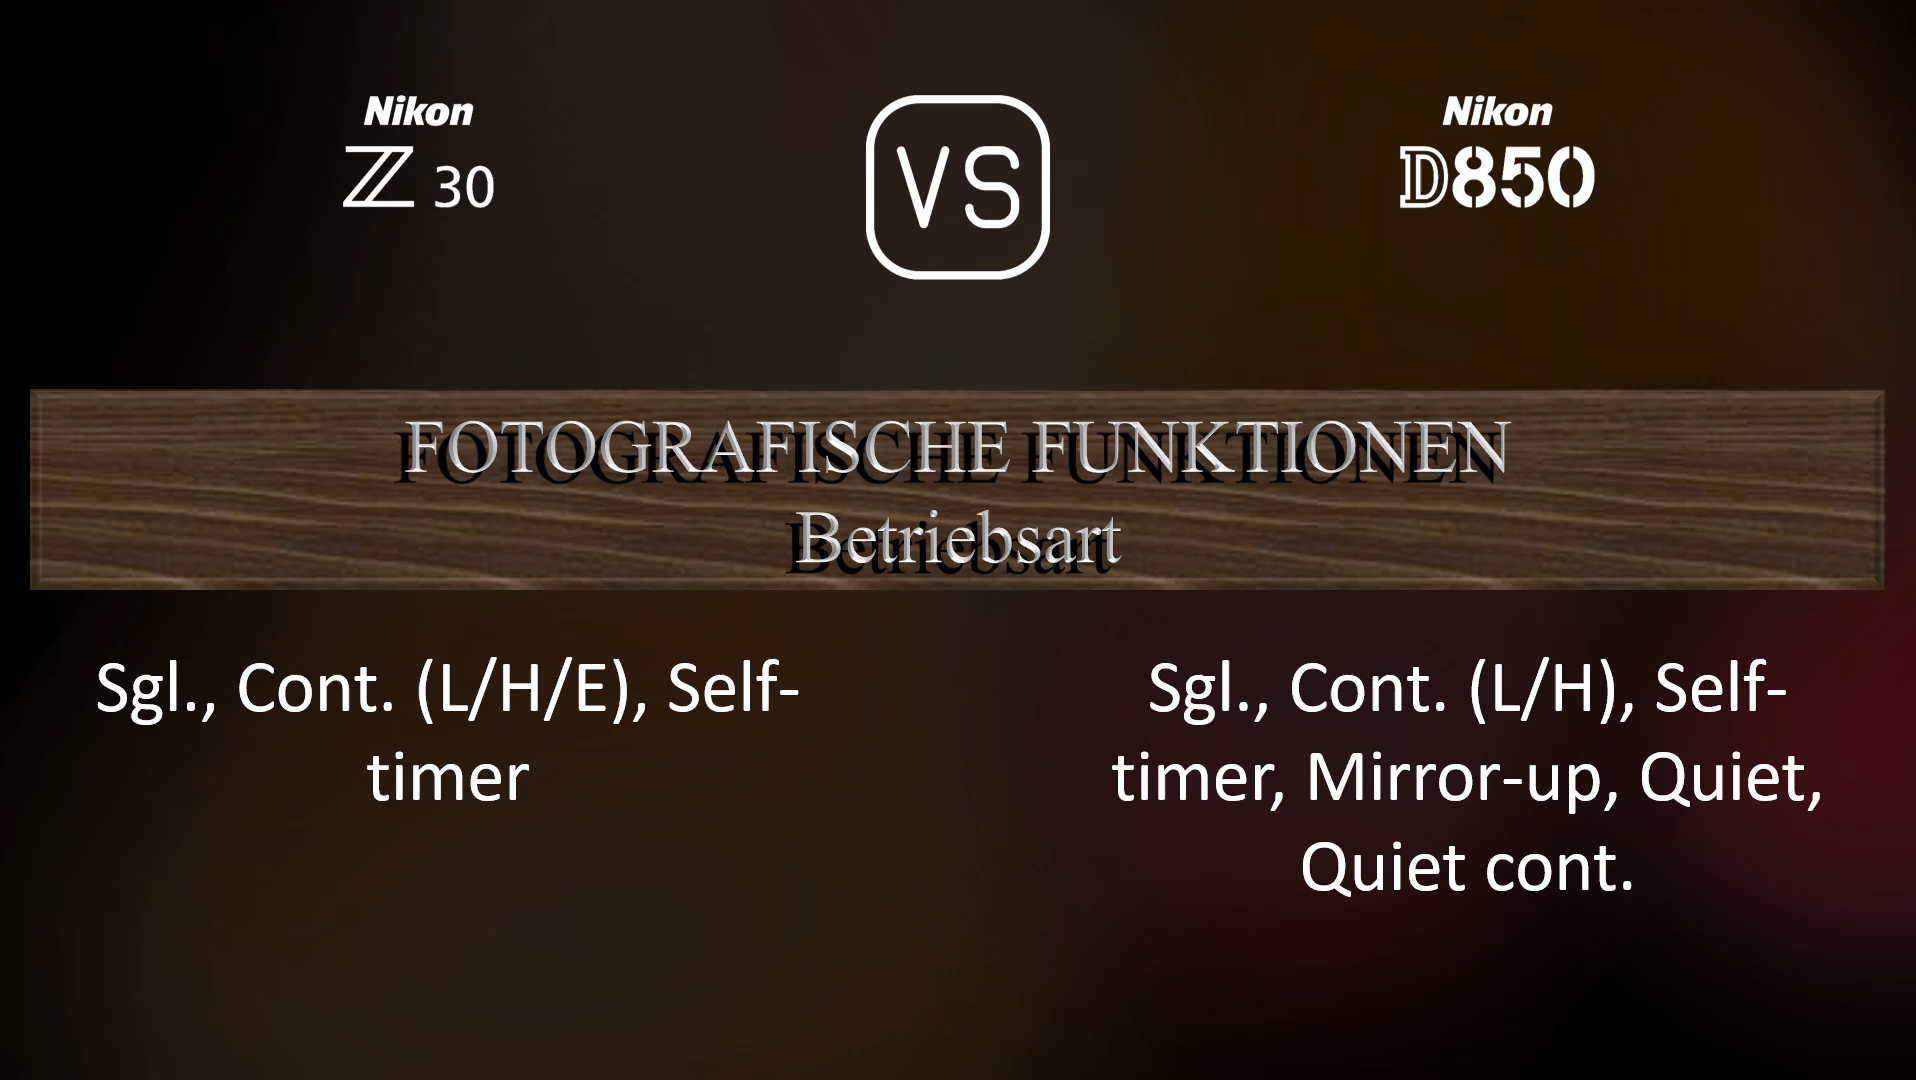 Nikon
Z 30
VS
Nikon
D850
FOTOGRAFISCHE FUNKTIONEN
Betriebsart
Sgl., Cont. (L/H/E), Self-
timer
Sgl., Cont. (L/H), Self-
timer, Mirror-up, Quiet,
Quiet cont.